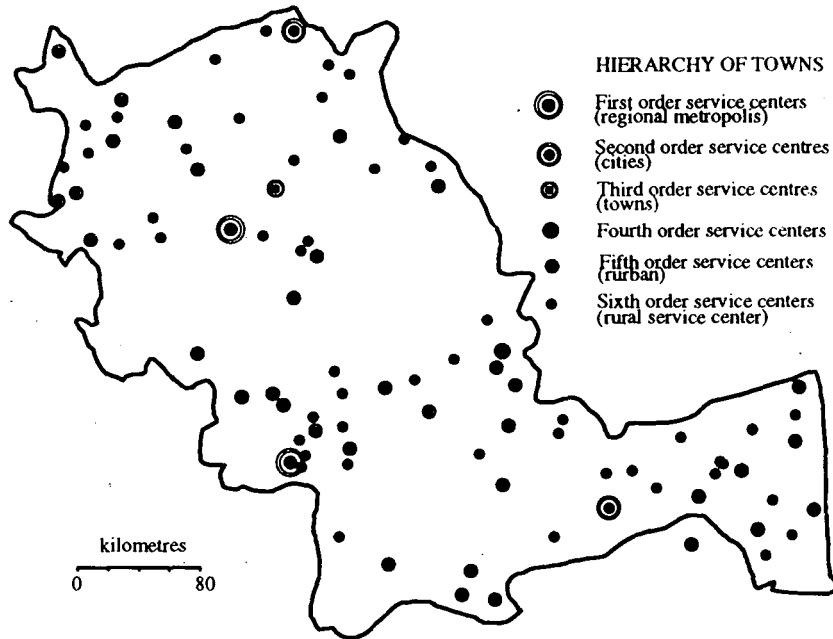 HIERARCHY OF TOWNS
First order service centers
(regional metropolis)
Second order service centres
(cities)
Third order service centres
(towns)
Fourth order service centers
Fifth order service centers
(rurban)
Sixth order service centers
(rural service center)
kilometres
0 80